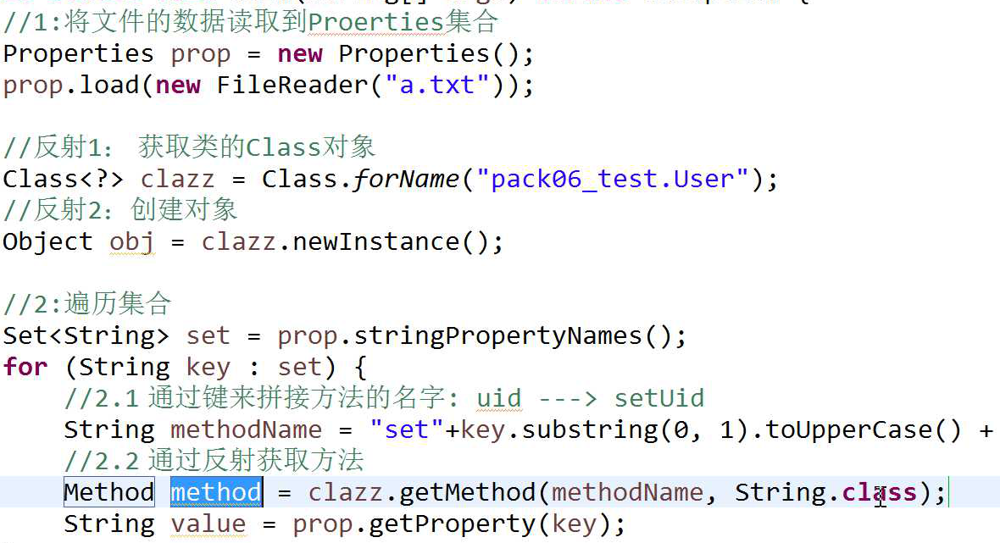 //1:将文件的数据读取到Proerties集合
Properties prop = new Properties();
prop.load(new FileReader("a.txt"));
//反射1： 获取类的Class对象
Class<?> clazz = Class.forName("pack06_test.User");
//反射2：创建对象
Object obj = clazz.newInstance();
//2:遍历集合
Set<String> set = prop.stringPropertyNames();
for (String key : set) {
//2.1 通过键来拼接方法的名字: uid ---> setUid
String methodName = "set"+key.substring(0, 1).toUpperCase() +
//2.2 通过反射获取方法
Method method = clazz.getMethod(methodName, String.class);
String value = prop.getProperty(key);